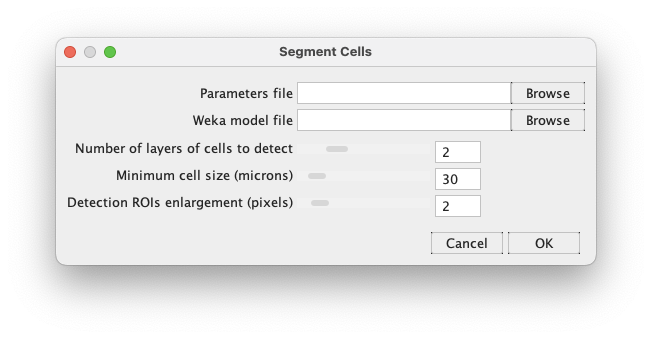 Segment Cells
Parameters file Browse
Weka model file Browse
Number of layers of cells to detect 2
Minimum cell size (microns) 30
Detection ROIs enlargement (pixels) 2
Cancel OK